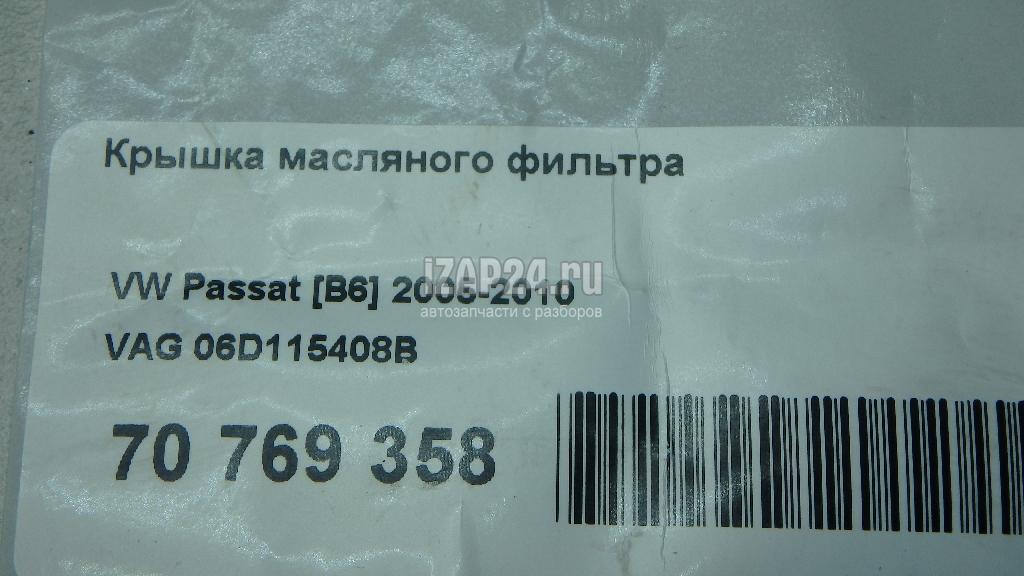 Крышка масляного фильтра
iZAP24.ru
VW Passat [B6] 2005-2010
автозапчасти с разборов
VAG 06D115408B
70 769 358